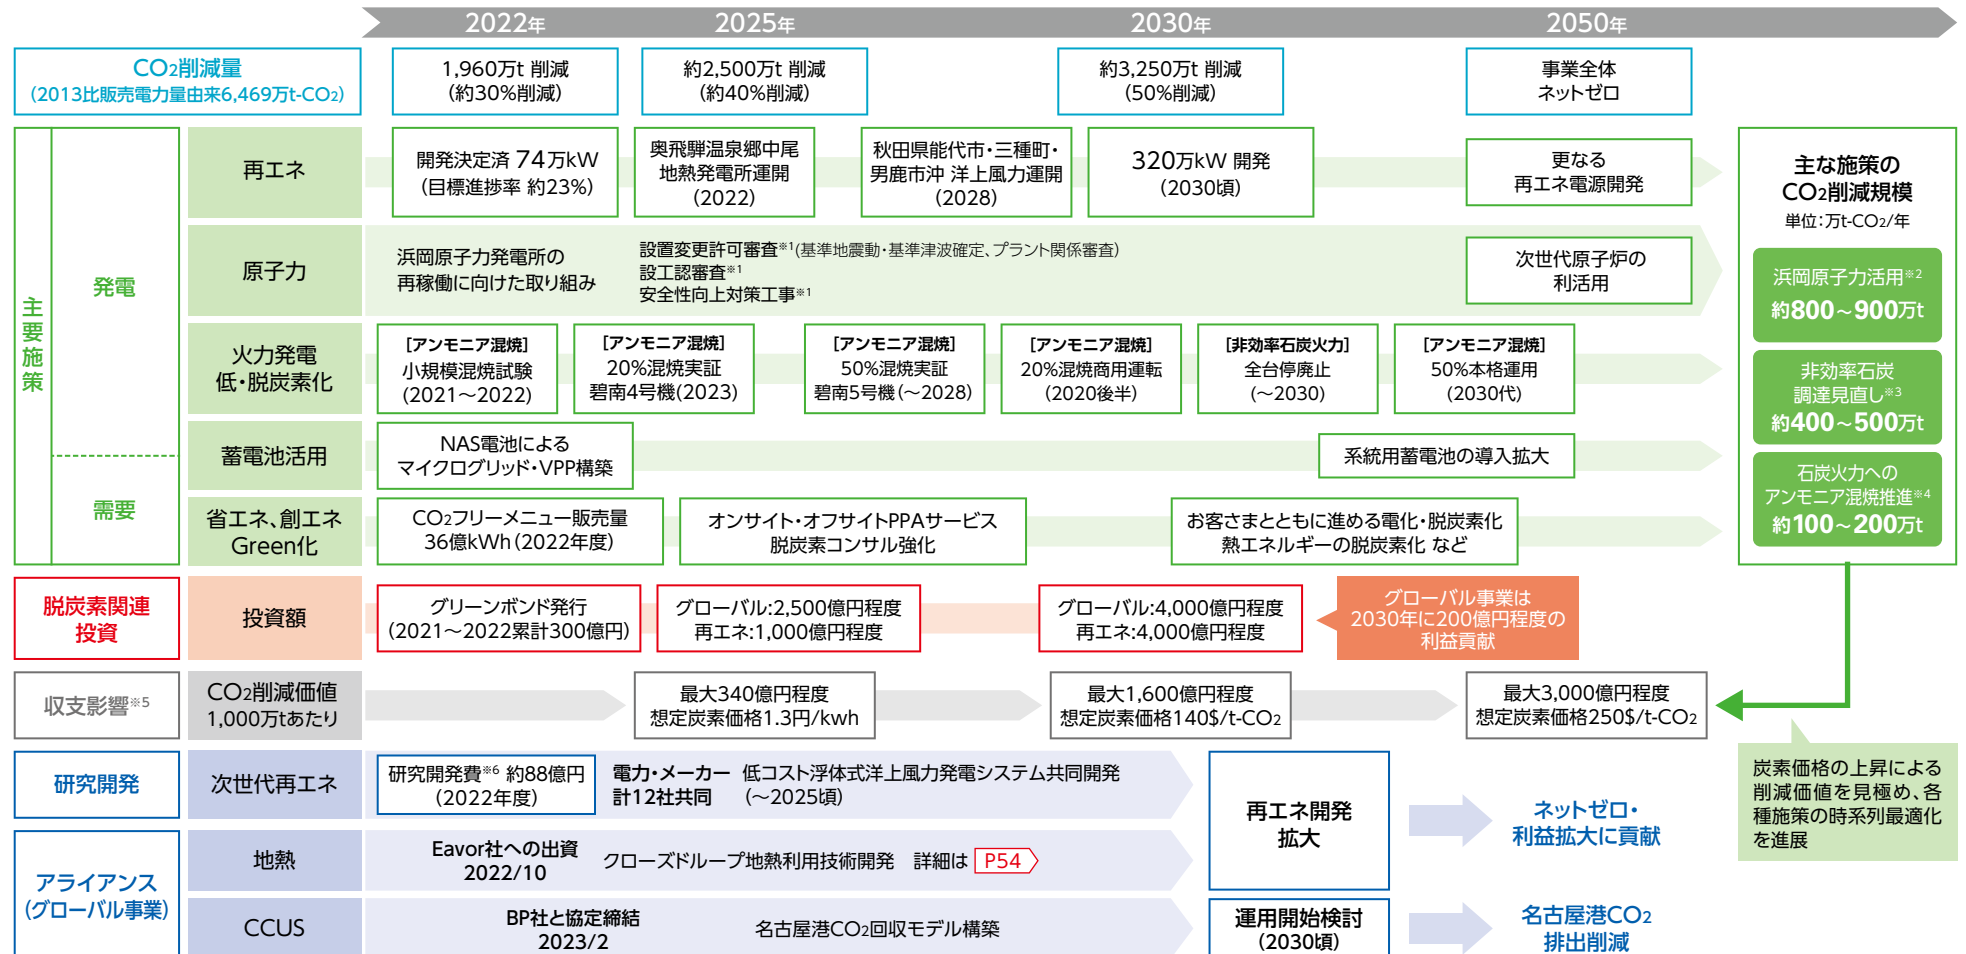 2022年
2025年
2030年
2050年
CO2削減量
(2013比販売電力量由来6,469万t-CO2)
1,960万t 削減
(約30%削減)
約2,500万t 削減
(約40%削減)
約3,250万t 削減
(50%削減)
事業全体
ネットゼロ
主要施策
発電
需要
再エネ
開発決定済 74万kW
(目標進捗率 約23%)
奥飛騨温泉郷中尾
地熱発電所運開
(2022)
秋田県能代市・三種町・
男鹿市沖 洋上風力運開
(2028)
320万kW 開発
(2030頃)
更なる
再エネ電源開発
原子力
浜岡原子力発電所の
再稼働に向けた取り組み
設置変更許可審査※1(基準地震動・基準津波確定、プラント関係審査)
設工認審査※1
安全性向上対策工事※1
次世代原子炉の
利活用
火力発電
低・脱炭素化
[アンモニア混焼]
小規模混焼試験
(2021〜2022)
[アンモニア混焼]
20%混焼実証
碧南4号機(2023)
[アンモニア混焼]
50%混焼実証
碧南5号機(〜2028)
[アンモニア混焼]
20%混焼商用運転
(2020後半)
[非効率石炭火力]
全台停廃止
(〜2030)
[アンモニア混焼]
50%本格運用
(2030代)
蓄電池活用
NAS電池による
マイクログリッド・VPP構築
系統用蓄電池の導入拡大
省エネ、創エネ
Green化
CO2フリーメニュー販売量
36億kWh(2022年度)
オンサイト・オフサイトPPAサービス
脱炭素コンサル強化
お客さまとともに進める電化・脱炭素化
熱エネルギーの脱炭素化 など
主な施策の
CO2削減規模
単位:万t-CO2/年
浜岡原子力活用※2
約800〜900万t
非効率石炭
調達見直し※3
約400〜500万t
石炭火力への
アンモニア混焼推進※4
約100〜200万t
脱炭素関連
投資
投資額
グリーンボンド発行
(2021〜2022累計300億円)
グローバル:2,500億円程度
再エネ:1,000億円程度
グローバル:4,000億円程度
再エネ:4,000億円程度
グローバル事業は
2030年に200億円程度の
利益貢献
収支影響※5
CO2削減価値
1,000万tあたり
最大340億円程度
想定炭素価格1.3円/kwh
最大1,600億円程度
想定炭素価格140$/t-CO2
最大3,000億円程度
想定炭素価格250$/t-CO2
炭素価格の上昇による
削減価値を見極め、各
種施策の時系列最適化
を進展
研究開発
次世代再エネ
研究開発費※6 約88億円
(2022年度)
電力・メーカー
計12社共同
低コスト浮体式洋上風力発電システム共同開発
(〜2025頃)
再エネ開発
拡大
ネットゼロ・
利益拡大に貢献
アライアンス
(グローバル事業)
地熱
Eavor社への出資
2022/10
クローズドループ地熱利用技術開発 詳細は P54
CCUS
BP社と協定締結
2023/2
名古屋港CO2回収モデル構築
運用開始検討
(2030頃)
名古屋港CO2
排出削減